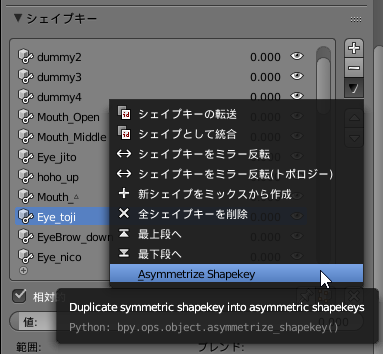 シェイプキー
dummy2 0.000
dummy3 0.000
dummy4 0.000
Mouth_Open
Mouth_Middle
Eye_jito
hoho_up
Mouth_▵
Eye_toji
EyeBrow_down
Eye_nico
シェイプキーの転送
シェイプとして統合
シェイプキーをミラー反転
シェイプキーをミラー反転(トポロジー)
新シェイプをミックスから作成
全シェイプキーを削除
最上段へ
最下段へ
Asymmetrize Shapekey
相対的
Duplicate symmetric shapekey into asymmetric shapekeys
Python: bpy.ops.object.asymmetrize_shapekey()
値:
範囲:
ブレンド: